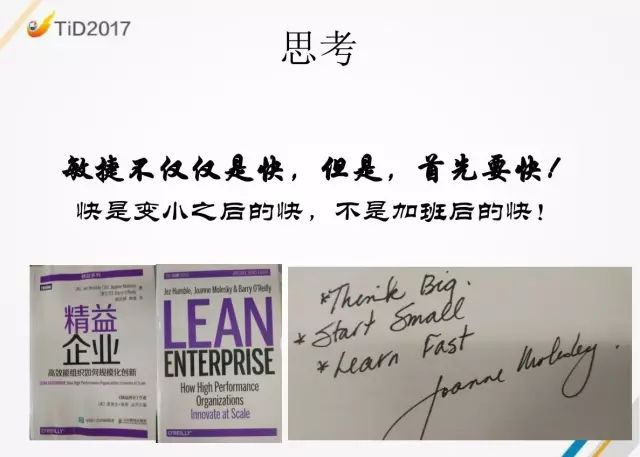 TiD2017
思考
敏捷不仅仅是快，但是，首先要快！
快是变小之后的快，不是加班后的快！
精益
企业
高效能组织如何规模化创新
Jez Humble, Joanne Molesky & Barry O'Reilly
LEAN
ENTERPRISE
How High Performance
Organizations
Innovate at Scale
O'REILLY
*Think Big.
*Start Small
*Learn Fast
Joanne Molesky.